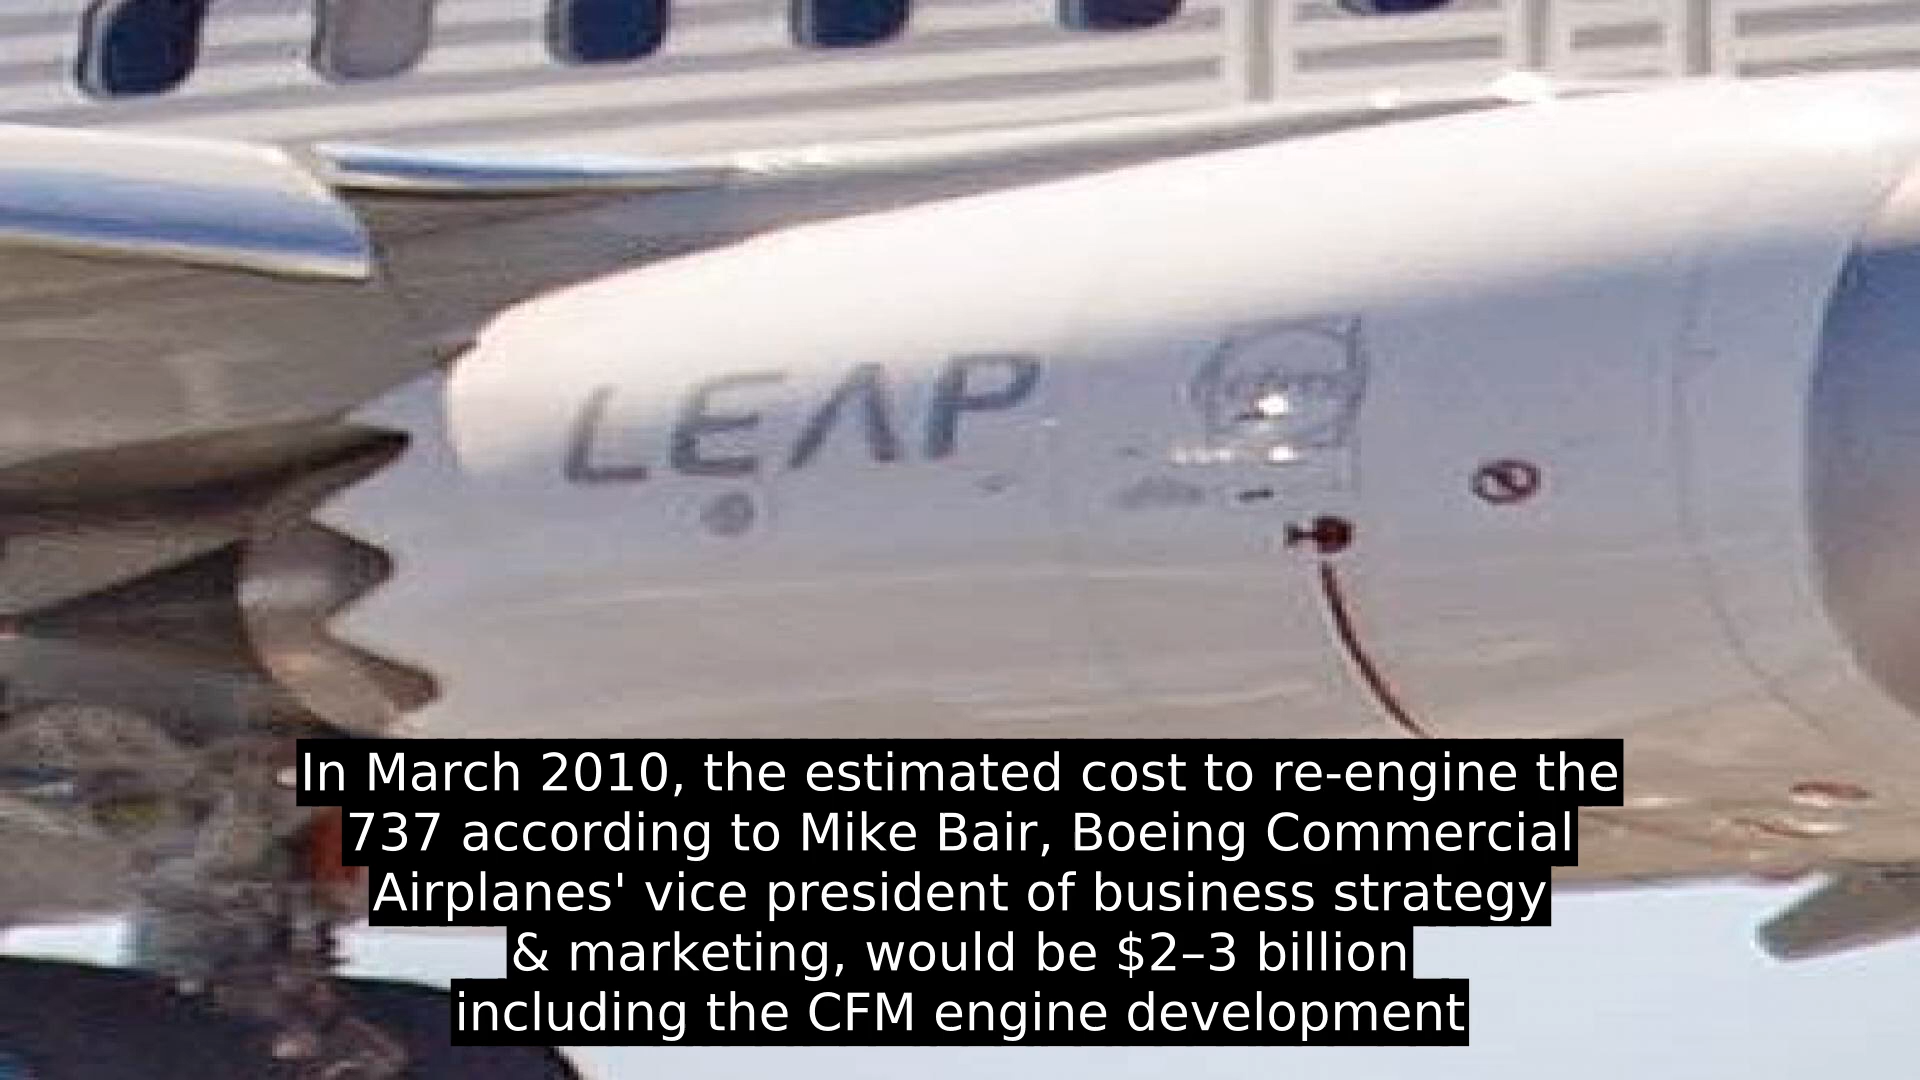 LEAP
In March 2010, the estimated cost to re-engine the
737 according to Mike Bair, Boeing Commercial
Airplanes' vice president of business strategy
& marketing, would be $2–3 billion
including the CFM engine development